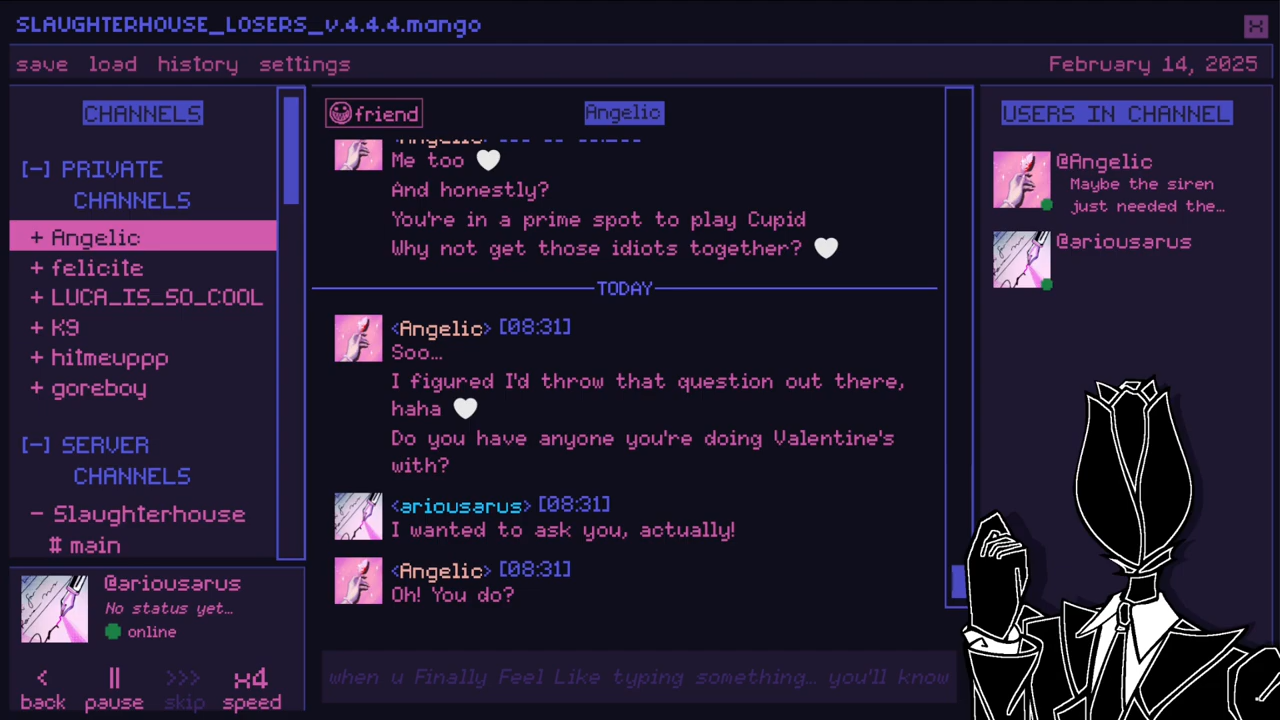 SLAUGHTERHOUSE_LOSERS_v.4.4.4.mango
X
save load history settings
February 14, 2025
CHANNELS
[-] PRIVATE
CHANNELS
+ Angelic
+ felicite
+ LUCA_IS_SO_COOL
+ K9
+ hitmeuppp
+ goreboy
[-] SERVER
CHANNELS
- Slaughterhouse
# main
@ariousarus
No status yet...
online
< || >>> x4
back pause skip speed
friend
Angelic
Me too
And honestly?
You're in a prime spot to play Cupid
Why not get those idiots together?
TODAY
<Angelic> [08:31]
Soo...
I figured I'd throw that question out there,
haha
Do you have anyone you're doing Valentine's
with?
<ariousarus> [08:31]
I wanted to ask you, actually!
<Angelic> [08:31]
Oh! You do?
when u Finally Feel Like typing something... you'll know
USERS IN CHANNEL
@Angelic
Maybe the siren
just needed the...
@ariousarus